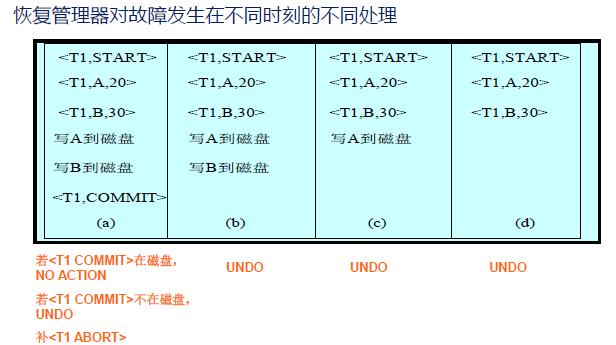 恢复管理器对故障发生在不同时刻的不同处理
<T1,START> <T1,START> <T1,START> <T1,START>
<T1,A,20> <T1,A,20> <T1,A,20> <T1,A,20>
<T1,B,30> <T1,B,30> <T1,B,30> <T1,B,30>
写A到磁盘 写A到磁盘 写A到磁盘
写B到磁盘 写B到磁盘
<T1,COMMIT>
(a) (b) (c) (d)
若<T1 COMMIT>在磁盘，
NO ACTION UNDO UNDO UNDO
若<T1 COMMIT>不在磁盘，
UNDO
补<T1 ABORT>